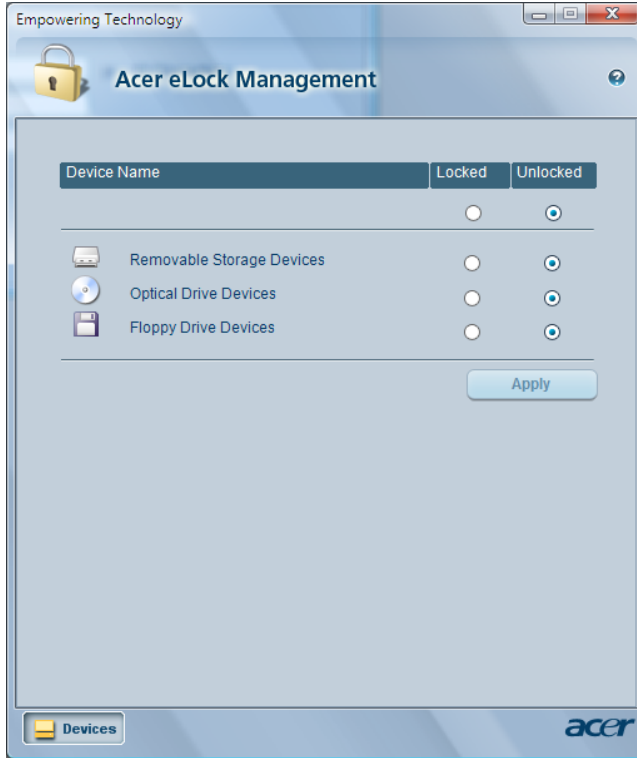 Empowering Technology
Acer eLock Management
Device Name Locked Unlocked
Removable Storage Devices
Optical Drive Devices
Floppy Drive Devices
Apply
Devices
acer